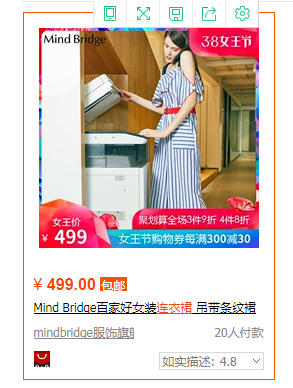 Mind Bridge
38女王节
女王价
¥ 499
聚划算全场3件9折 4件8折
女王节购物券每满300减30
¥ 499.00 包邮
Mind Bridge百家好女装连衣裙 吊带条纹裙
mindbridge服饰旗舰
20人付款
如实描述: 4.8